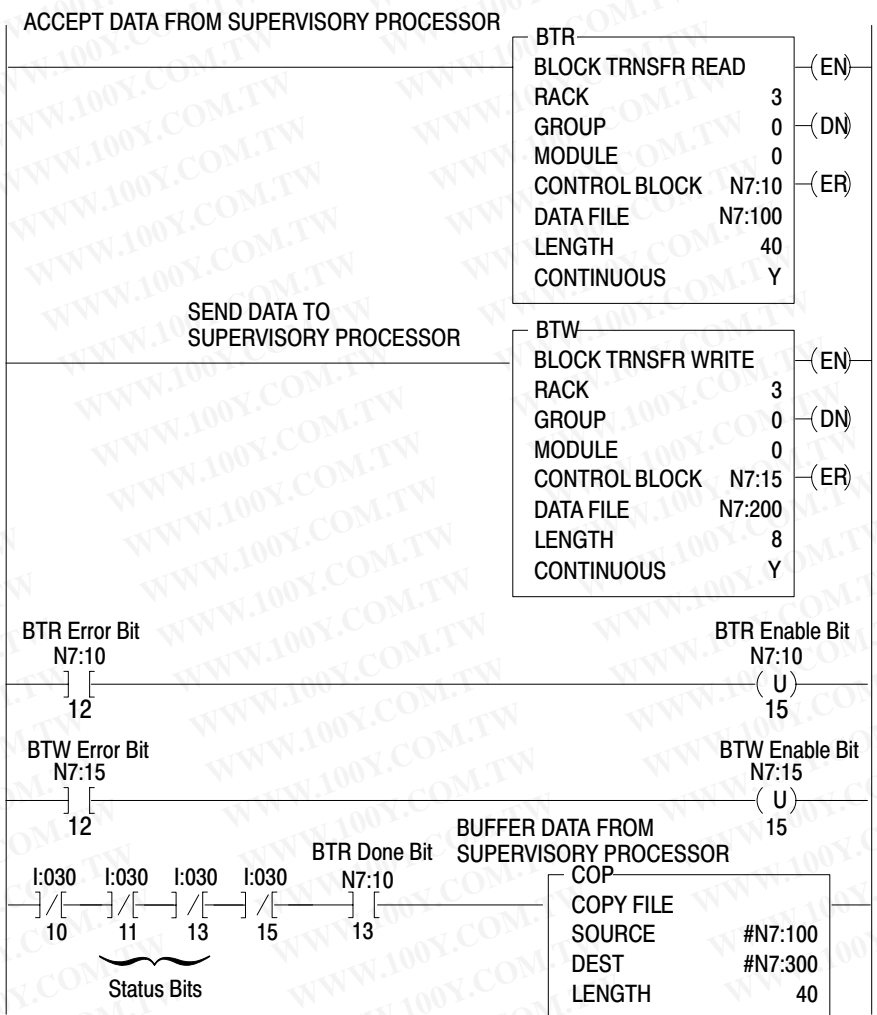 ACCEPT DATA FROM SUPERVISORY PROCESSOR
BTR
BLOCK TRNSFR READ (EN)
RACK 3
GROUP 0 (DN)
MODULE 0
CONTROL BLOCK N7:10 (ER)
DATA FILE N7:100
LENGTH 40
CONTINUOUS Y
SEND DATA TO
SUPERVISORY PROCESSOR
BTW
BLOCK TRNSFR WRITE (EN)
RACK 3
GROUP 0 (DN)
MODULE 0
CONTROL BLOCK N7:15 (ER)
DATA FILE N7:200
LENGTH 8
CONTINUOUS Y
BTR Error Bit BTR Enable Bit
N7:10 N7:10
(U)
12 15
BTW Error Bit BTW Enable Bit
N7:15 N7:15
(U)
12 15
BUFFER DATA FROM
SUPERVISORY PROCESSOR
BTR Done Bit
I:030 I:030 I:030 I:030 N7:10
10 11 13 15 13
Status Bits
COP
COPY FILE
SOURCE #N7:100
DEST #N7:300
LENGTH 40
WWW.100Y.COM.TW